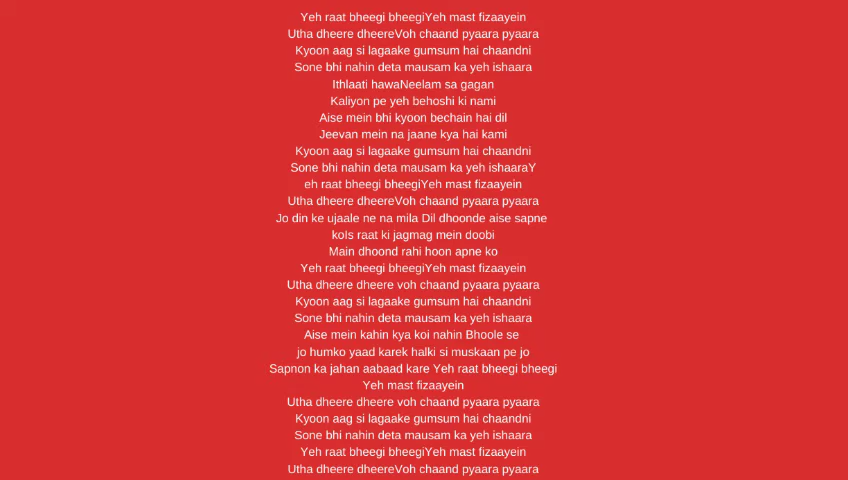 Yeh raat bheegi bheegiYeh mast fizaayein
Utha dheere dheereVoh chaand pyaara pyaara
Kyoon aag si lagaake gumsum hai chaandni
Sone bhi nahin deta mausam ka yeh ishaara
Ithlaati hawaNeelam sa gagan
Kaliyon pe yeh behoshi ki nami
Aise mein bhi kyoon bechain hai dil
Jeevan mein na jaane kya hai kami
Kyoon aag si lagaake gumsum hai chaandni
Sone bhi nahin deta mausam ka yeh ishaaraY
eh raat bheegi bheegiYeh mast fizaayein
Utha dheere dheereVoh chaand pyaara pyaara
Jo din ke ujaale ne na mila Dil dhoonde aise sapne
koIs raat ki jagmag mein doobi
Main dhoond rahi hoon apne ko
Yeh raat bheegi bheegiYeh mast fizaayein
Utha dheere dheere voh chaand pyaara pyaara
Kyoon aag si lagaake gumsum hai chaandni
Sone bhi nahin deta mausam ka yeh ishaara
Aise mein kahin kya koi nahin Bhoole se
jo humko yaad karek halki si muskaan pe jo
Sapnon ka jahan aabaad kare Yeh raat bheegi bheegi
Yeh mast fizaayein
Utha dheere dheere voh chaand pyaara pyaara
Kyoon aag si lagaake gumsum hai chaandni
Sone bhi nahin deta mausam ka yeh ishaara
Yeh raat bheegi bheegiYeh mast fizaayein
Utha dheere dheereVoh chaand pyaara pyaara